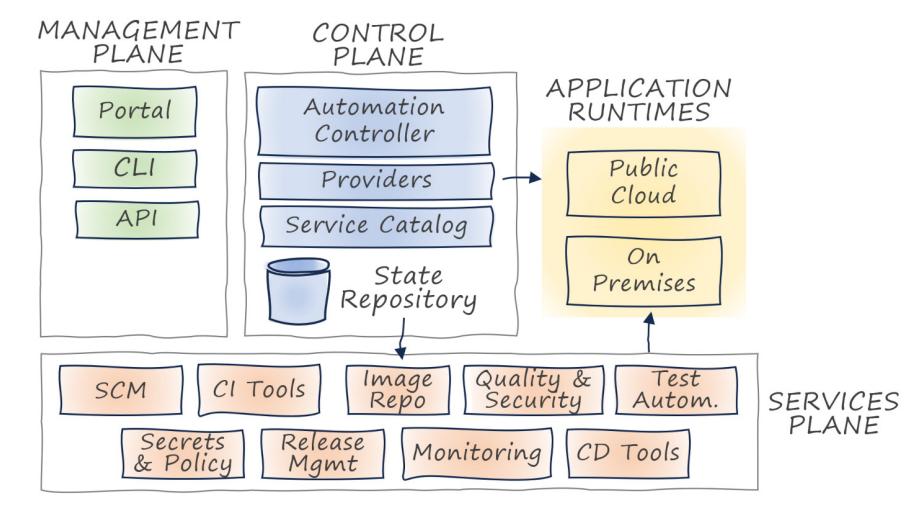 MANAGEMENT
PLANE
Portal
CLI
API
CONTROL
PLANE
Automation
Controller
Providers
Service Catalog
State
Repository
APPLICATION
RUNTIMES
Public
Cloud
On
Premises
SCM
CI Tools
Image
Repo
Quality &
Security
Test
Autom.
Secrets
& Policy
Release
Mgmt
Monitoring
CD Tools
SERVICES
PLANE